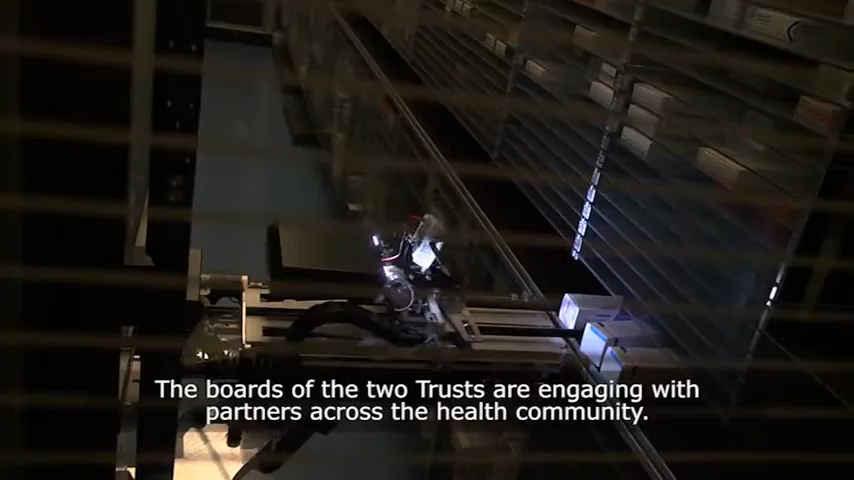 The boards of the two Trusts are engaging with
partners across the health community.